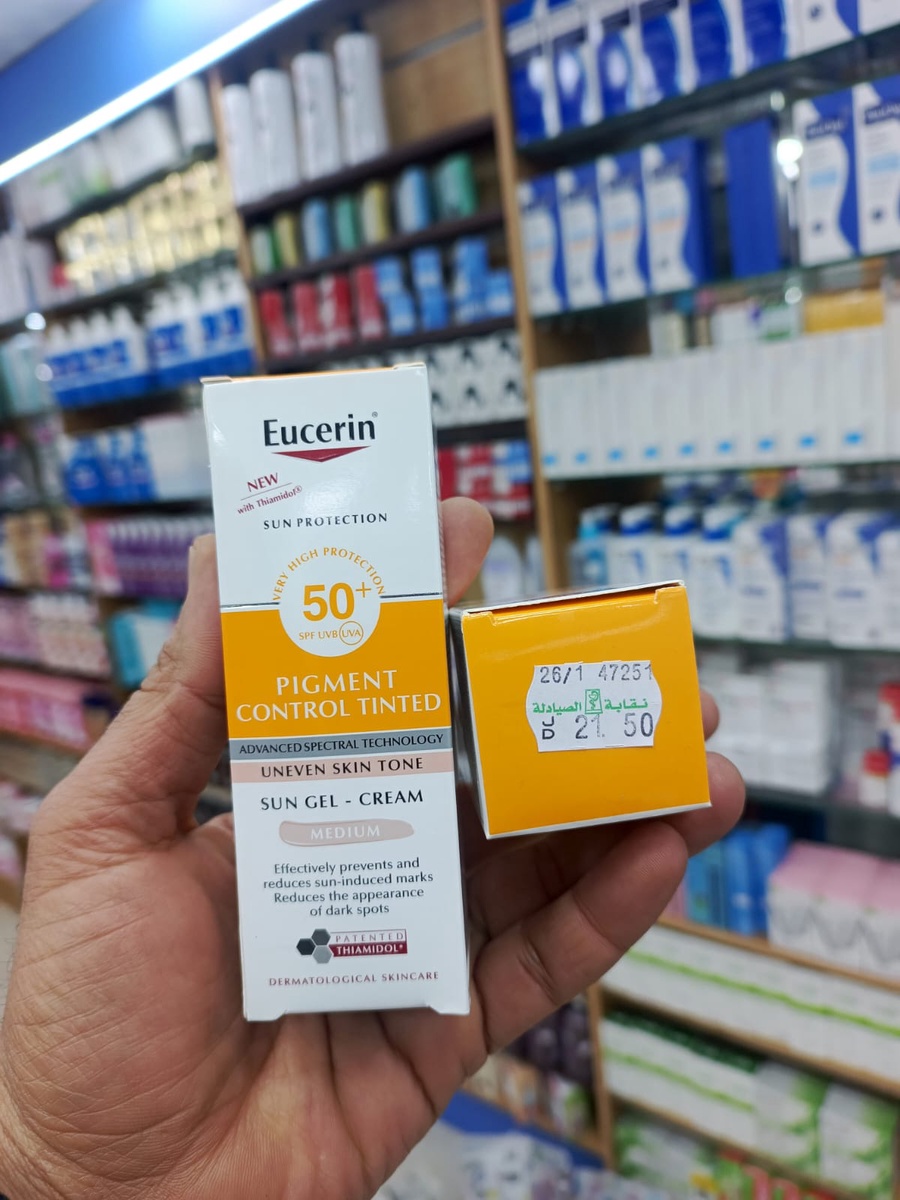 Eucerin®
NEW
with Thiamidol®
SUN PROTECTION
VERY HIGH PROTECTION
50+
SPF UVB UVA
PIGMENT
CONTROL TINTED
ADVANCED SPECTRAL TECHNOLOGY
UNEVEN SKIN TONE
SUN GEL - CREAM
MEDIUM
Effectively prevents and
reduces sun-induced marks
Reduces the appearance
of dark spots
PATENTED
THIAMIDOL®
DERMATOLOGICAL SKINCARE
26/1 47251
نقابة الصيادلة
JD 21.50